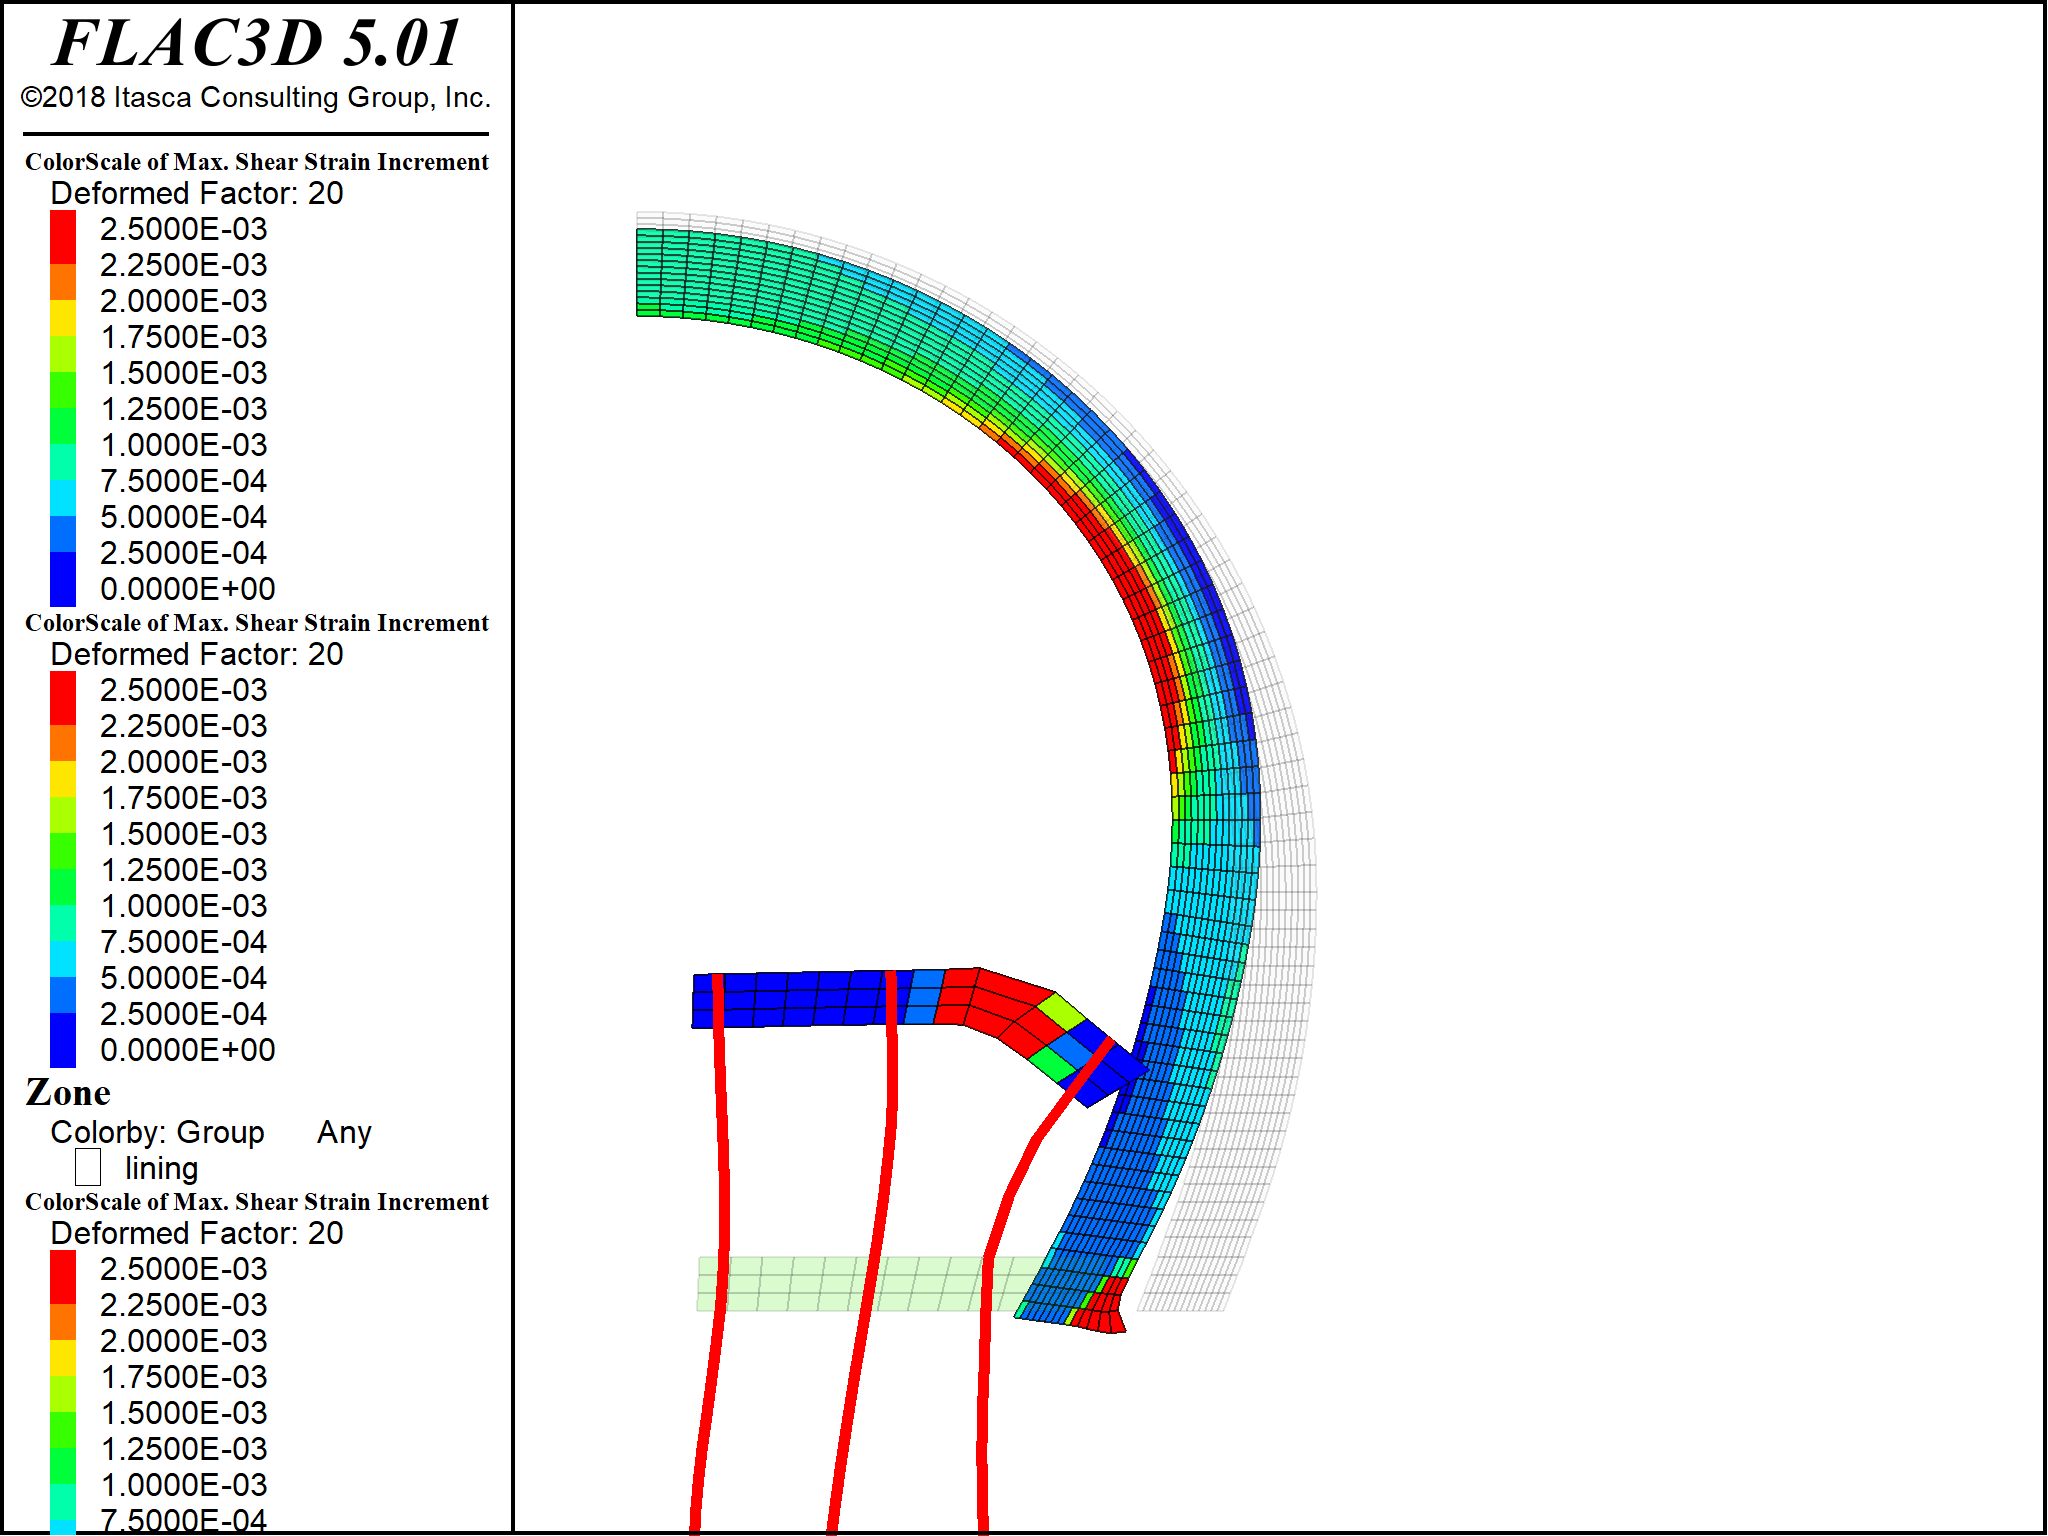 FLAC3D 5.01
©2018 Itasca Consulting Group, Inc.
ColorScale of Max. Shear Strain Increment
Deformed Factor: 20
2.5000E-03
2.2500E-03
2.0000E-03
1.7500E-03
1.5000E-03
1.2500E-03
1.0000E-03
7.5000E-04
5.0000E-04
2.5000E-04
0.0000E+00
ColorScale of Max. Shear Strain Increment
Deformed Factor: 20
2.5000E-03
2.2500E-03
2.0000E-03
1.7500E-03
1.5000E-03
1.2500E-03
1.0000E-03
7.5000E-04
5.0000E-04
2.5000E-04
0.0000E+00
Zone
Colorby: Group Any
lining
ColorScale of Max. Shear Strain Increment
Deformed Factor: 20
2.5000E-03
2.2500E-03
2.0000E-03
1.7500E-03
1.5000E-03
1.2500E-03
1.0000E-03
7.5000E-04